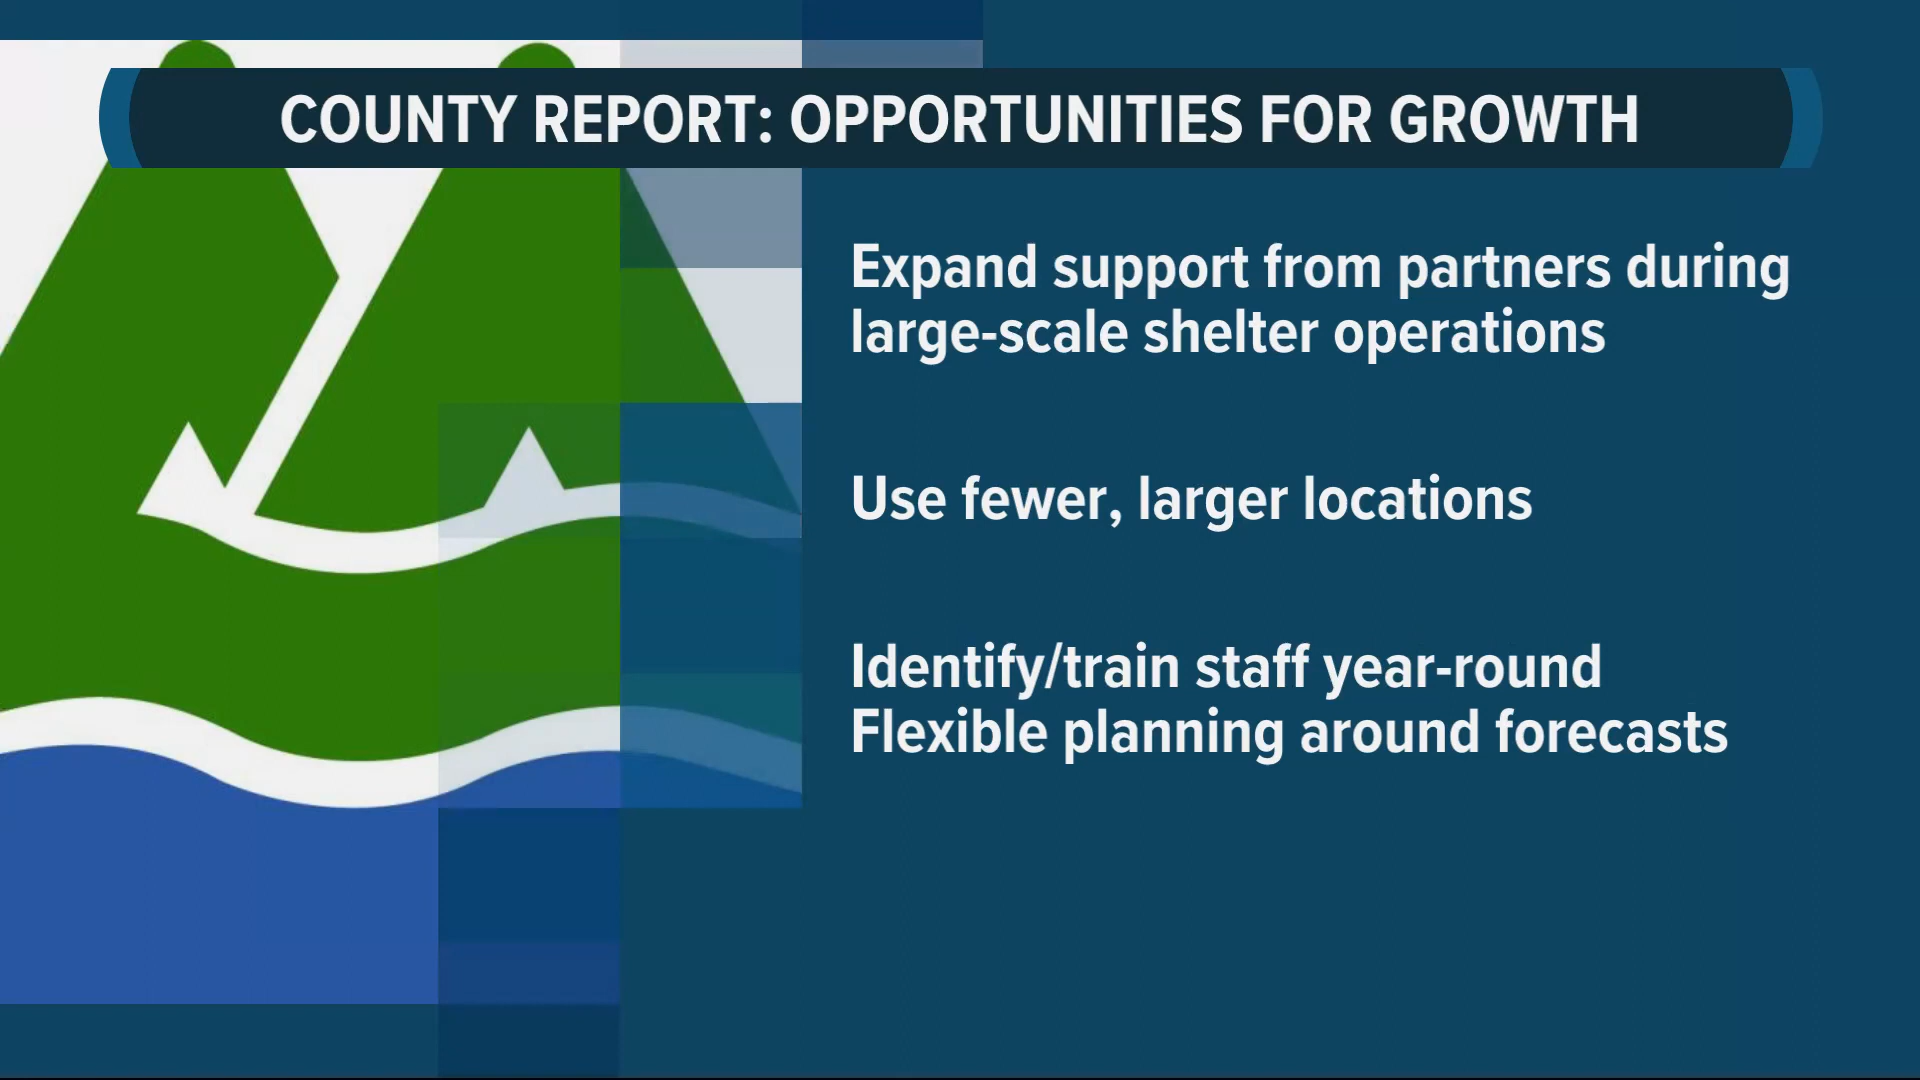 COUNTY REPORT: OPPORTUNITIES FOR GROWTH
Expand support from partners during
large-scale shelter operations
Use fewer, larger locations
Identify/train staff year-round
Flexible planning around forecasts